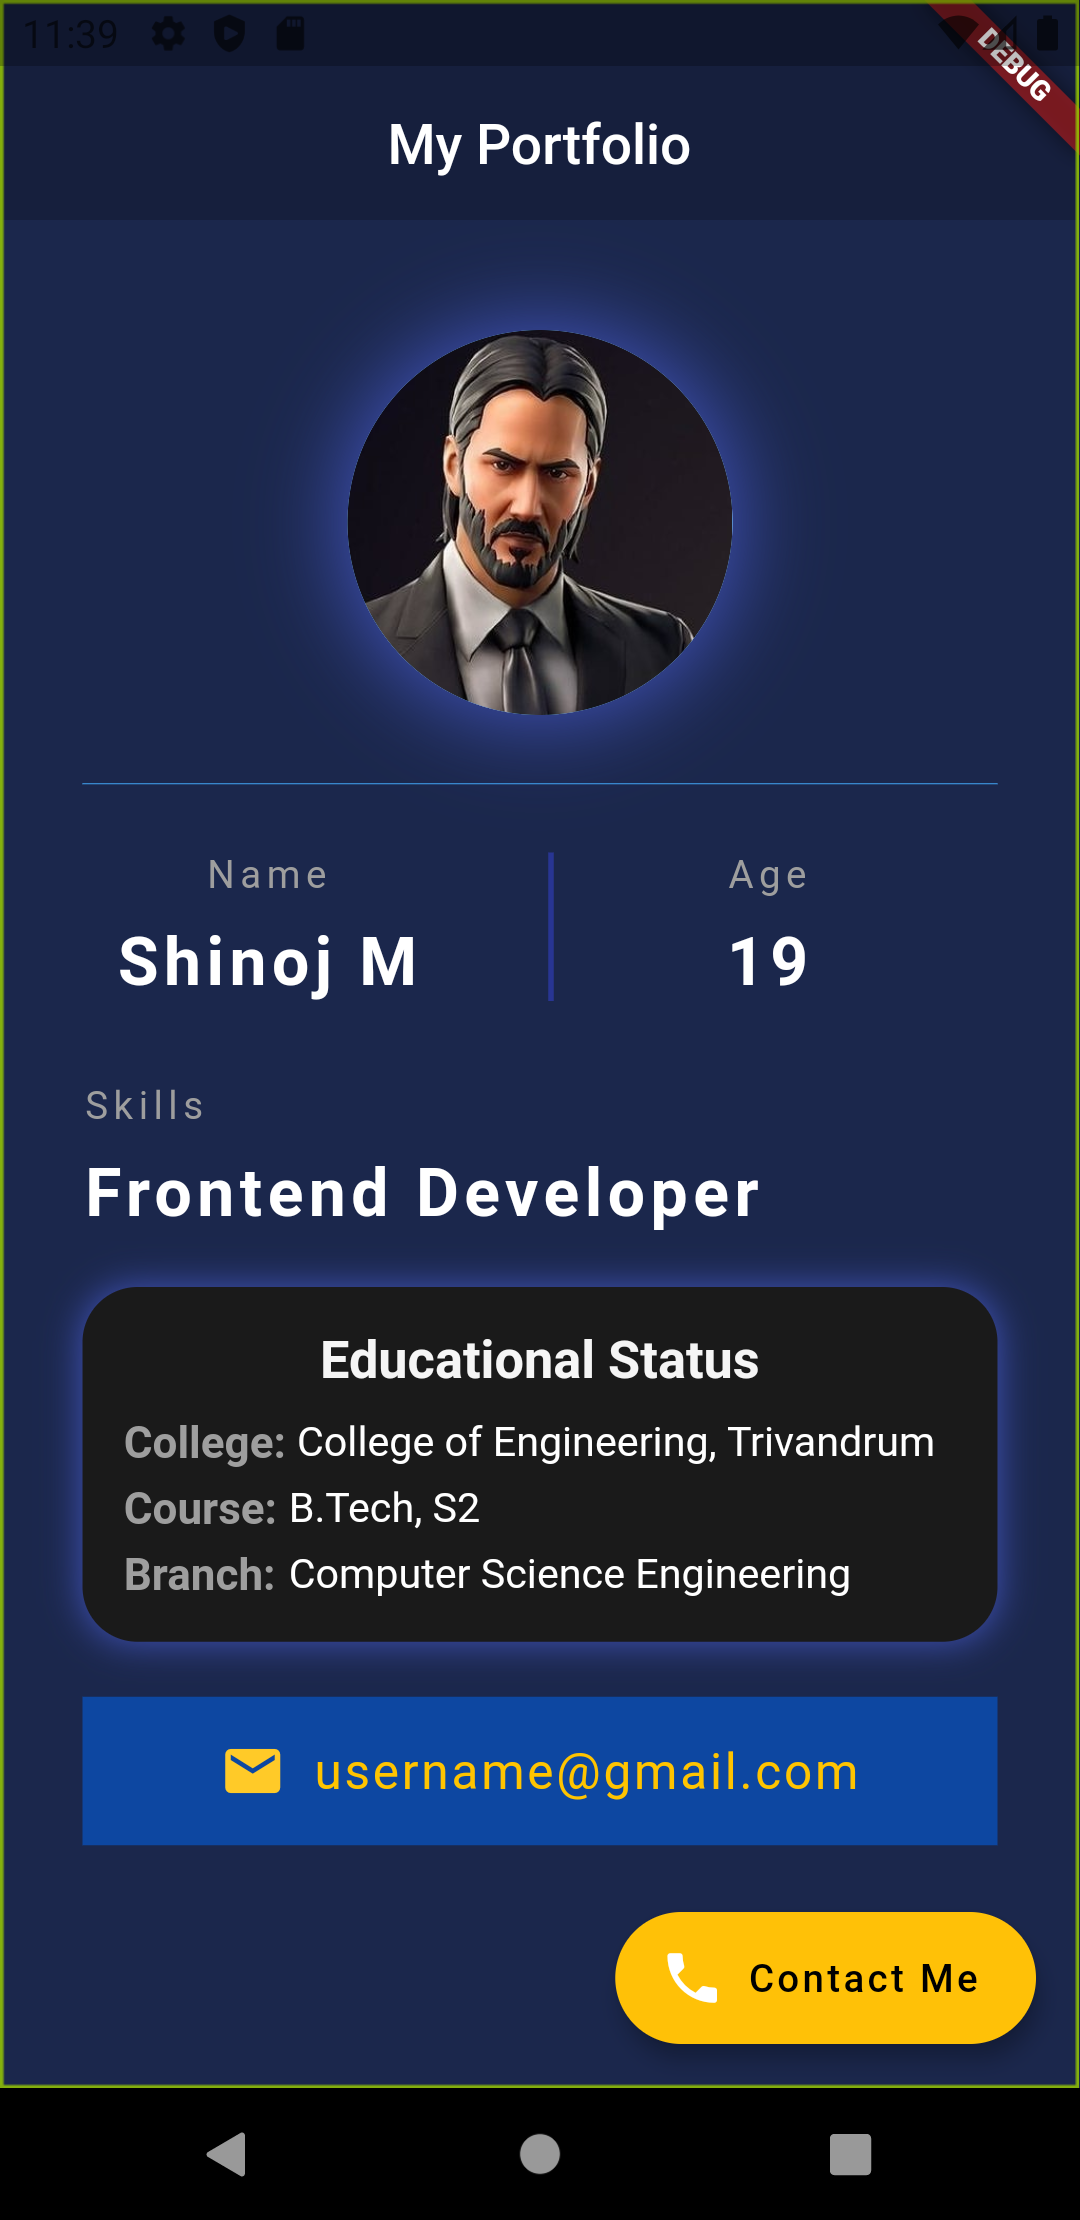 11:39
DEBUG
My Portfolio
Name
Age
Shinoj M
19
Skills
Frontend Developer
Educational Status
College: College of Engineering, Trivandrum
Course: B.Tech, S2
Branch: Computer Science Engineering
username@gmail.com
Contact Me